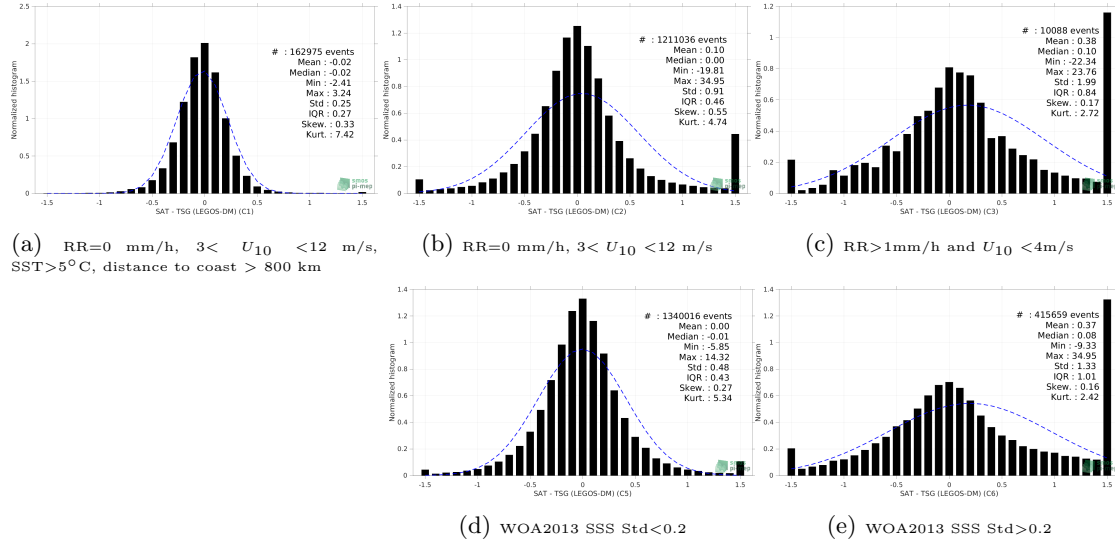 # : 162975 events
Mean : -0.02
Median : -0.02
Min : -2.41
Max : 3.24
Std : 0.25
IQR : 0.27
Skew. : 0.33
Kurt. : 7.42
Normalized histogram
2.5
2
1.5
1
0.5
0
-1.5
-1
-0.5
0
0.5
1
1.5
smos
pi-mep
SAT - TSG (LEGOS-DM) (C1)
(a) RR=0 mm/h, 3< U10 <12 m/s,
SST>5°C, distance to coast > 800 km
# : 1211036 events
Mean : 0.10
Median : 0.00
Min : -19.81
Max : 34.95
Std : 0.91
IQR : 0.46
Skew. : 0.55
Kurt. : 4.74
Normalized histogram
1.4
1.2
1
0.8
0.6
0.4
0.2
0
-1.5
-1
-0.5
0
0.5
1
1.5
smos
pi-mep
SAT - TSG (LEGOS-DM) (C2)
(b) RR=0 mm/h, 3< U10 <12 m/s
# : 10088 events
Mean : 0.38
Median : 0.10
Min : -22.34
Max : 23.76
Std : 1.99
IQR : 0.84
Skew. : 0.17
Kurt. : 2.72
Normalized histogram
1.2
1
0.8
0.6
0.4
0.2
0
-1.5
-1
-0.5
0
0.5
1
1.5
SAT - TSG (LEGOS-DM) (C3)
(c) RR>1mm/h and U10 <4m/s
# : 1340016 events
Mean : 0.00
Median : -0.01
Min : -5.85
Max : 14.32
Std : 0.48
IQR : 0.43
Skew. : 0.27
Kurt. : 5.34
Normalized histogram
1.4
1.2
1
0.8
0.6
0.4
0.2
0
-1.5
-1
-0.5
0
0.5
1
1.5
smos
pi-mep
SAT - TSG (LEGOS-DM) (C5)
(d) WOA2013 SSS Std<0.2
# : 415659 events
Mean : 0.37
Median : 0.08
Min : -9.33
Max : 34.95
Std : 1.33
IQR : 1.01
Skew. : 0.16
Kurt. : 2.42
Normalized histogram
1.4
1.2
1
0.8
0.6
0.4
0.2
0
-1.5
-1
-0.5
0
0.5
1
1.5
SAT - TSG (LEGOS-DM) (C6)
(e) WOA2013 SSS Std>0.2